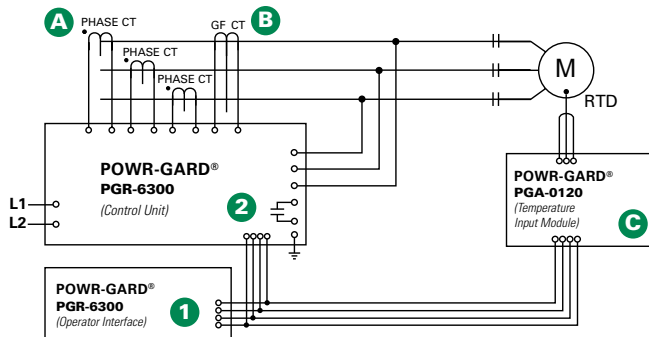 A
PHASE CT
GF CT
B
PHASE CT
PHASE CT
M
RTD
POWR-GARD®
PGR-6300
(Control Unit)
L1
L2
2
POWR-GARD®
PGA-0120
(Temperature
Input Module)
C
POWR-GARD®
PGR-6300
(Operator Interface)
1